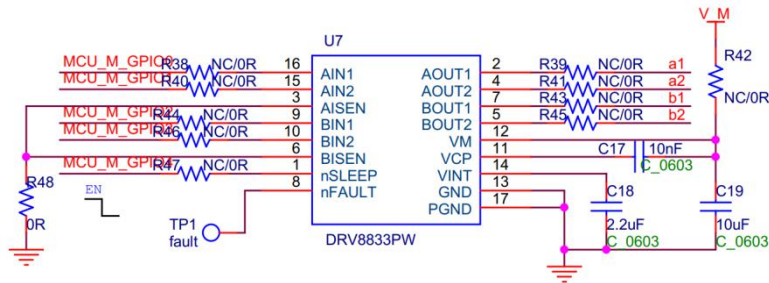 V_M
U7
R42
NC/0R
MCU_M_GPIO
R38 NC/0R 16 AIN1 AOUT1 2 R39 NC/0R a1
R40 NC/0R 15 AIN2 AOUT2 4 R41 NC/0R a2
3 AISEN BOUT1 7 R43 NC/0R b1
MCU_M_GPIO
R44 NC/0R 9 BIN1 BOUT2 5 R45 NC/0R b2
R46 NC/0R 10 BIN2 VM 12
6 BISEN VCP 11 C17 10nF C_0603
MCU_M_GPIO
R47 NC/0R 1 nSLEEP VINT 14
8 nFAULT GND 13
PGND 17
R48
0R
EN
TP1
fault
DRV8833PW
C18
2.2uF
C_0603
C19
10uF
C_0603